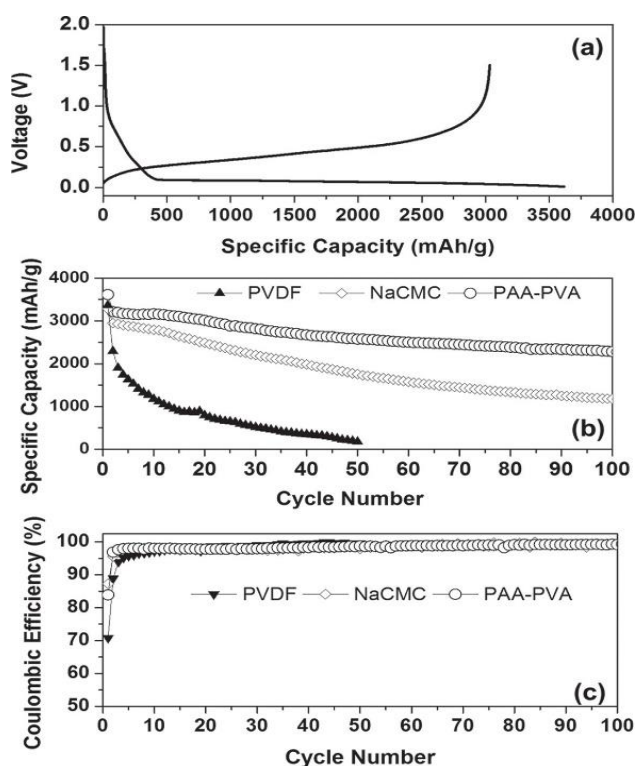 (a)
Voltage (V)
2.0
1.5
1.0
0.5
0.0
0 500 1000 1500 2000 2500 3000 3500 4000
Specific Capacity (mAh/g)
Specific Capacity (mAh/g)
4000
3000
2000
1000
0
PVDF NaCMC PAA-PVA
(b)
0 10 20 30 40 50 60 70 80 90 100
Cycle Number
Coulombic Efficiency (%)
100
90
80
70
60
50
PVDF NaCMC PAA-PVA
(c)
0 10 20 30 40 50 60 70 80 90 100
Cycle Number